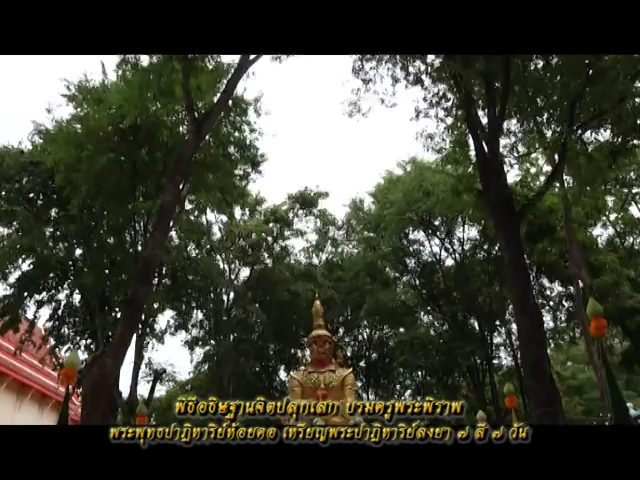 พิธีอธิษฐานจิตปลุกเสก บรมครูพระพิราพ
พระพุทธปาฏิหาริย์ห้อยคอ เหรียญพระปาฏิหาริย์ลงยา ๗ สี ๗ วัน